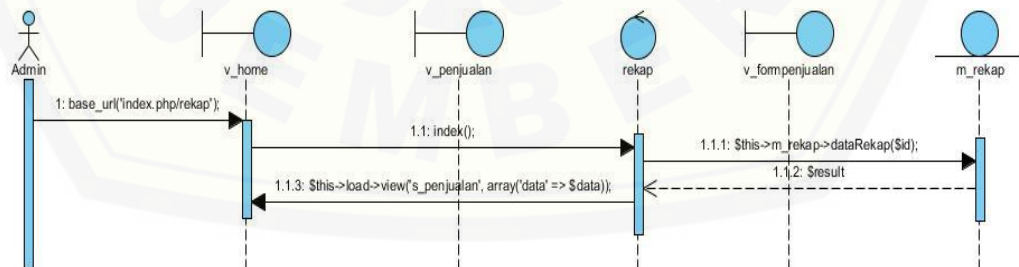 Admin
v_home
v_penjualan
rekap
v_formpenjualan
m_rekap
1: base_url('index.php/rekap');
1.1: index();
1.1.1: $this->m_rekap->dataRekap($id);
1.1.2: $result
1.1.3: $this->load->view('s_penjualan', array('data' => $data));